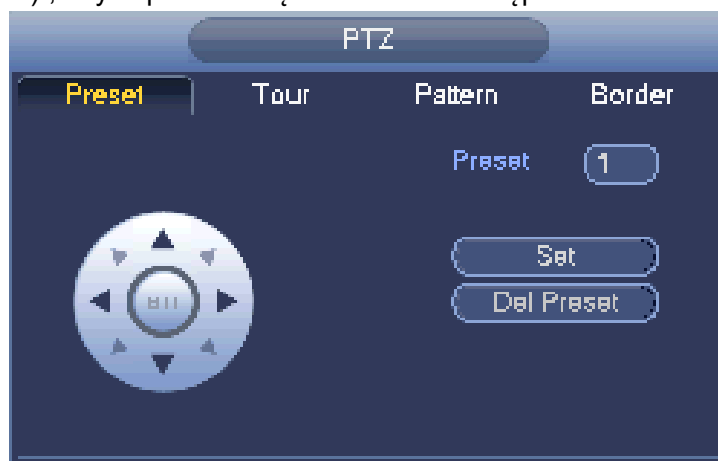 PTZ
Preset Tour Pattern Border
Preset 1
Set
Del Preset